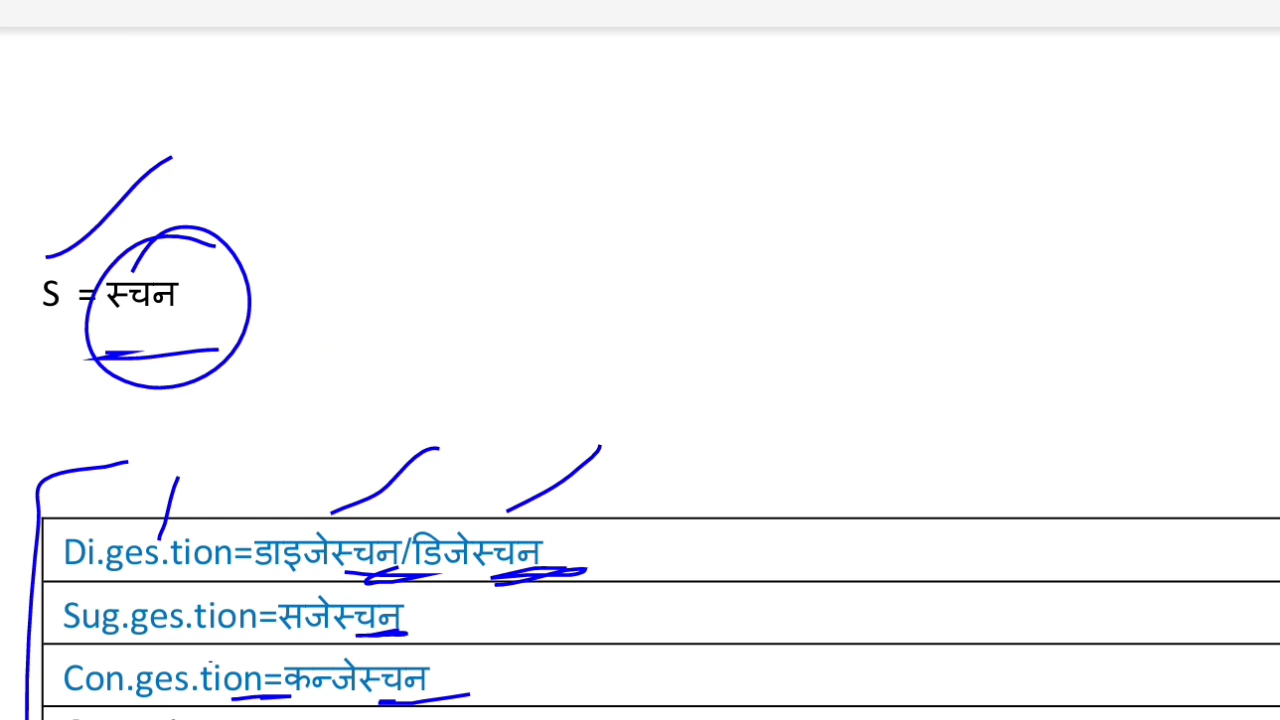 S = स्चन
Di.ges.tion=डाइजेस्चन/डिजेस्चन
Sug.ges.tion=सजेस्चन
Con.ges.tion=कन्जेस्चन